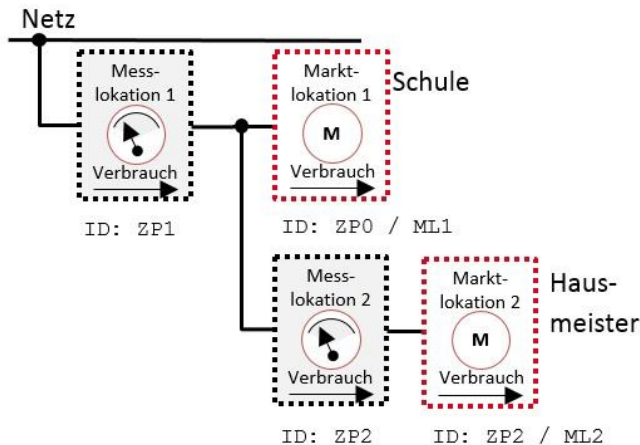 Netz
Mess-
lokation 1
Verbrauch
ID: ZP1
Markt-
lokation 1
M
Verbrauch
Schule
ID: ZP0 / ML1
Mess-
lokation 2
Verbrauch
ID: ZP2
Markt-
lokation 2
M
Verbrauch
Haus-
meister
ID: ZP2 / ML2